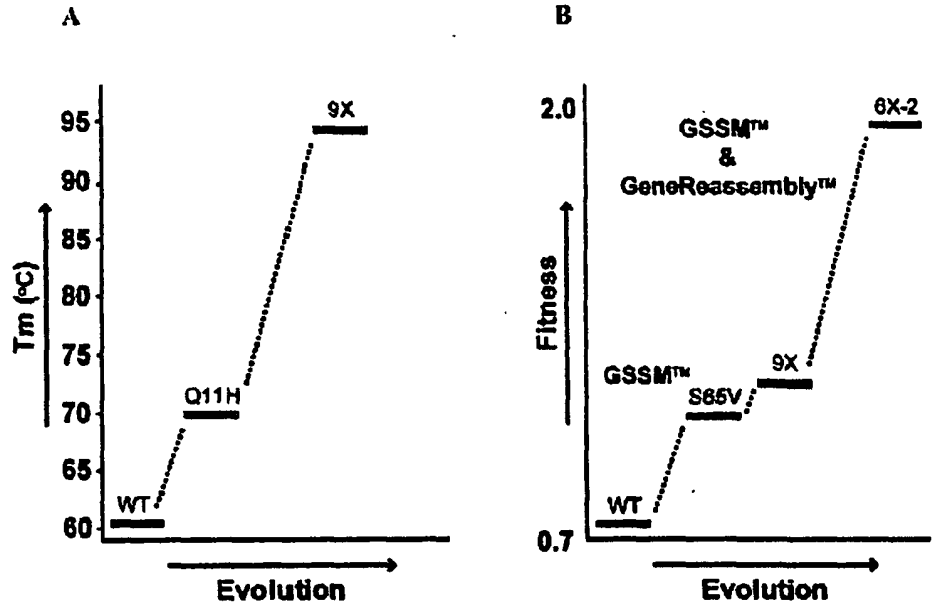 A
95
90
85
80
75
70
65
60
Tm (ºC)
9X
Q11H
WT
Evolution
B
2.0
0.7
Fitness
6X-2
GSSM™
&
GeneReassembly™
9X
GSSM™
S65V
WT
Evolution